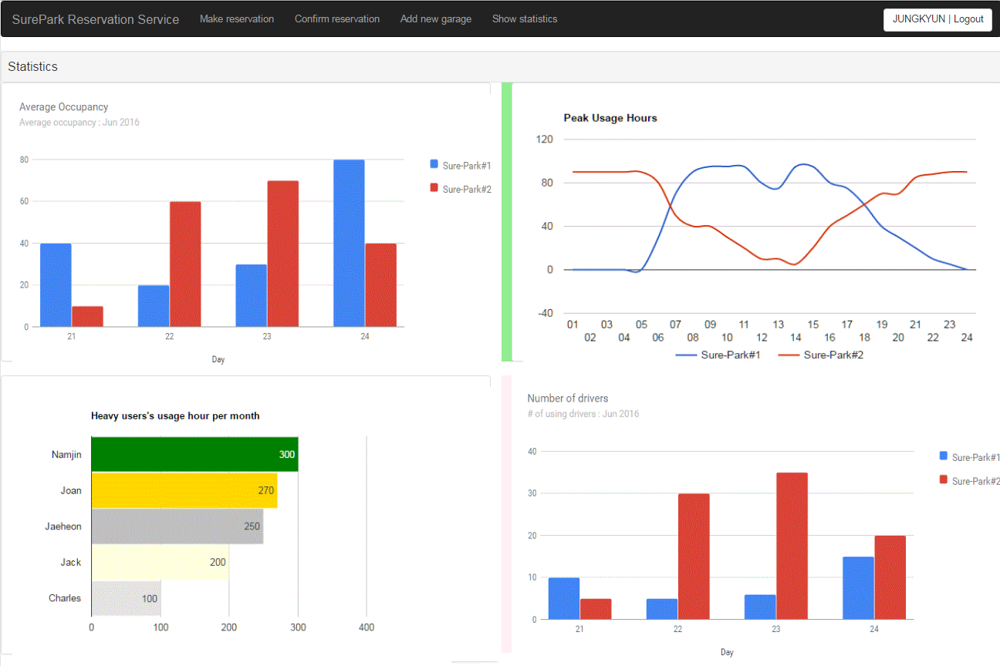 SurePark Reservation Service Make reservation Confirm reservation Add new garage Show statistics JUNGKYUN | Logout
Statistics
Average Occupancy
Average occupancy : Jun 2016
80
60
40
20
0
21 22 23 24
Day
Sure-Park#1
Sure-Park#2
Peak Usage Hours
120
80
40
0
-40
01 03 05 07 09 11 13 15 17 19 21 23
02 04 06 08 10 12 14 16 18 20 22 24
Sure-Park#1 Sure-Park#2
Heavy users's usage hour per month
Namjin 300
Joan 270
Jaeheon 250
Jack 200
Charles 100
0 100 200 300 400
Number of drivers
# of using drivers : Jun 2016
40
30
20
10
0
21 22 23 24
Day
Sure-Park#1
Sure-Park#2